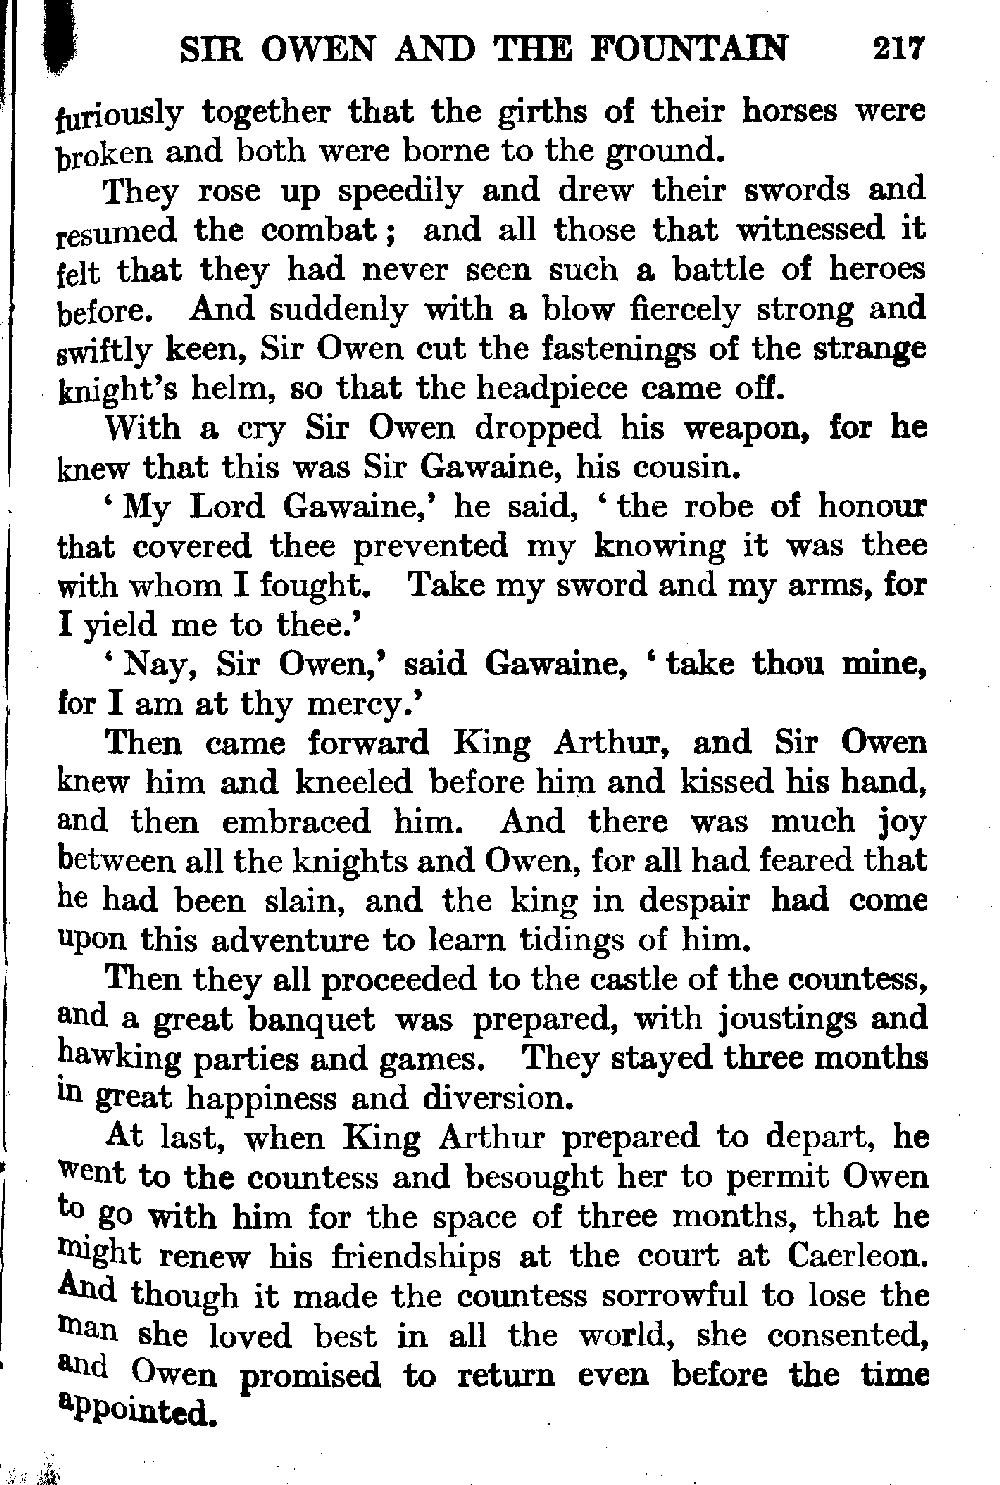 SIR OWEN AND THE FOUNTAIN 217
furiously together that the girths of their horses were
broken and both were borne to the ground.
They rose up speedily and drew their swords and
resumed the combat ; and all those that witnessed it
felt that they had never seen such a battle of heroes
before. And suddenly with a blow fiercely strong and
swiftly keen, Sir Owen cut the fastenings of the strange
knight's helm, so that the headpiece came off.
With a cry Sir Owen dropped his weapon, for he
knew that this was Sir Gawaine, his cousin.
‘ My Lord Gawaine,’ he said, ‘ the robe of honour
that covered thee prevented my knowing it was thee
with whom I fought. Take my sword and my arms, for
I yield me to thee.’
‘ Nay, Sir Owen,’ said Gawaine, ‘ take thou mine,
for I am at thy mercy.’
Then came forward King Arthur, and Sir Owen
knew him and kneeled before him and kissed his hand,
and then embraced him. And there was much joy
between all the knights and Owen, for all had feared that
he had been slain, and the king in despair had come
upon this adventure to learn tidings of him.
Then they all proceeded to the castle of the countess,
and a great banquet was prepared, with joustings and
hawking parties and games. They stayed three months
in great happiness and diversion.
At last, when King Arthur prepared to depart, he
went to the countess and besought her to permit Owen
to go with him for the space of three months, that he
might renew his friendships at the court at Caerleon.
And though it made the countess sorrowful to lose the
man she loved best in all the world, she consented,
and Owen promised to return even before the time
appointed.